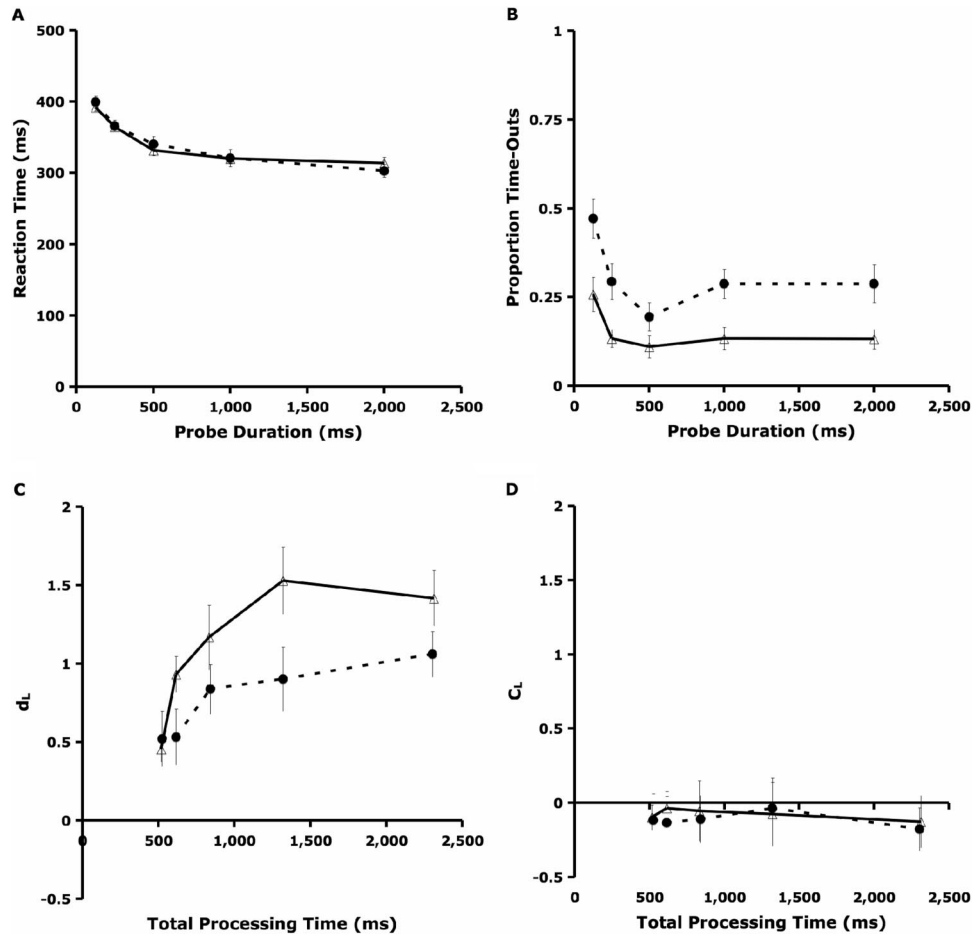 A
500
400
300
200
100
0
Reaction Time (ms)
0 500 1,000 1,500 2,000 2,500
Probe Duration (ms)
B
1
0.75
0.5
0.25
0
Proportion Time-Outs
0 500 1,000 1,500 2,000 2,500
Probe Duration (ms)
C
2
1.5
1
0.5
0
-0.5
dL
0 500 1,000 1,500 2,000 2,500
Total Processing Time (ms)
D
2
1.5
1
0.5
0
-0.5
CL
0 500 1,000 1,500 2,000 2,500
Total Processing Time (ms)